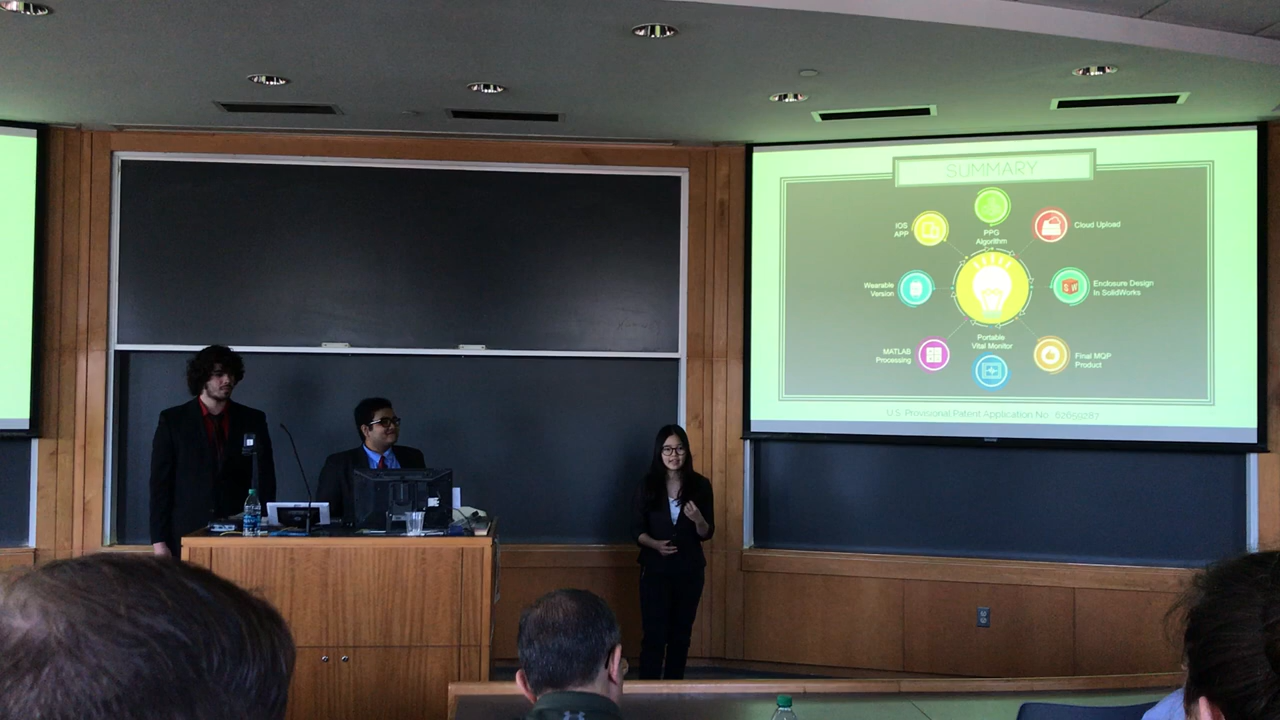 SUMMARY
IOS
APP
PPG
Algorithm
Cloud Upload
Wearable
Version
Enclosure Design
In SolidWorks
S W
MATLAB
Processing
Portable
Vital Monitor
Final MQP
Product
U.S. Provisional Patent Application No. 62659287